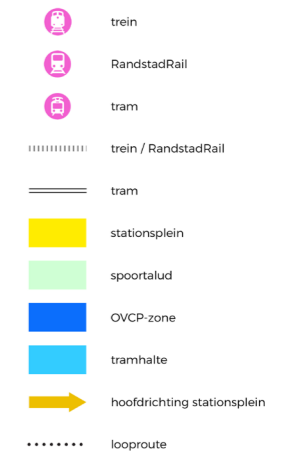 trein
RandstadRail
tram
trein / RandstadRail
tram
stationsplein
spoortalud
OVCP-zone
tramhalte
hoofdrichting stationsplein
looproute